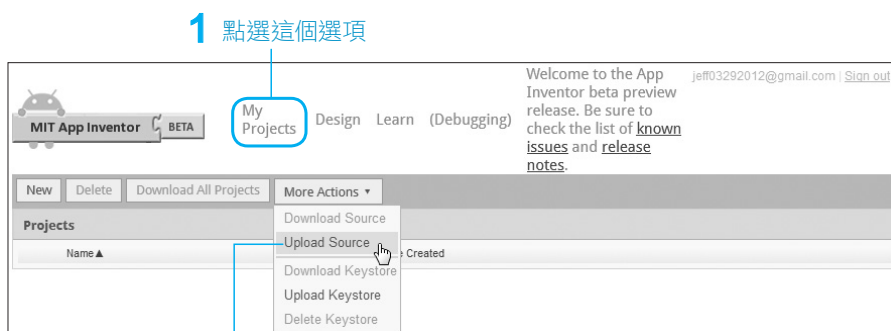 1 點選這個選項
Welcome to the App
Inventor beta preview
release. Be sure to
check the list of known
issues and release
notes.
jeff03292012@gmail.com | Sign out
MIT App Inventor BETA
My
Projects
Design Learn (Debugging)
New Delete Download All Projects More Actions ▾
Download Source
Upload Source
Download Keystore
Upload Keystore
Delete Keystore
Projects
Name▲ Created